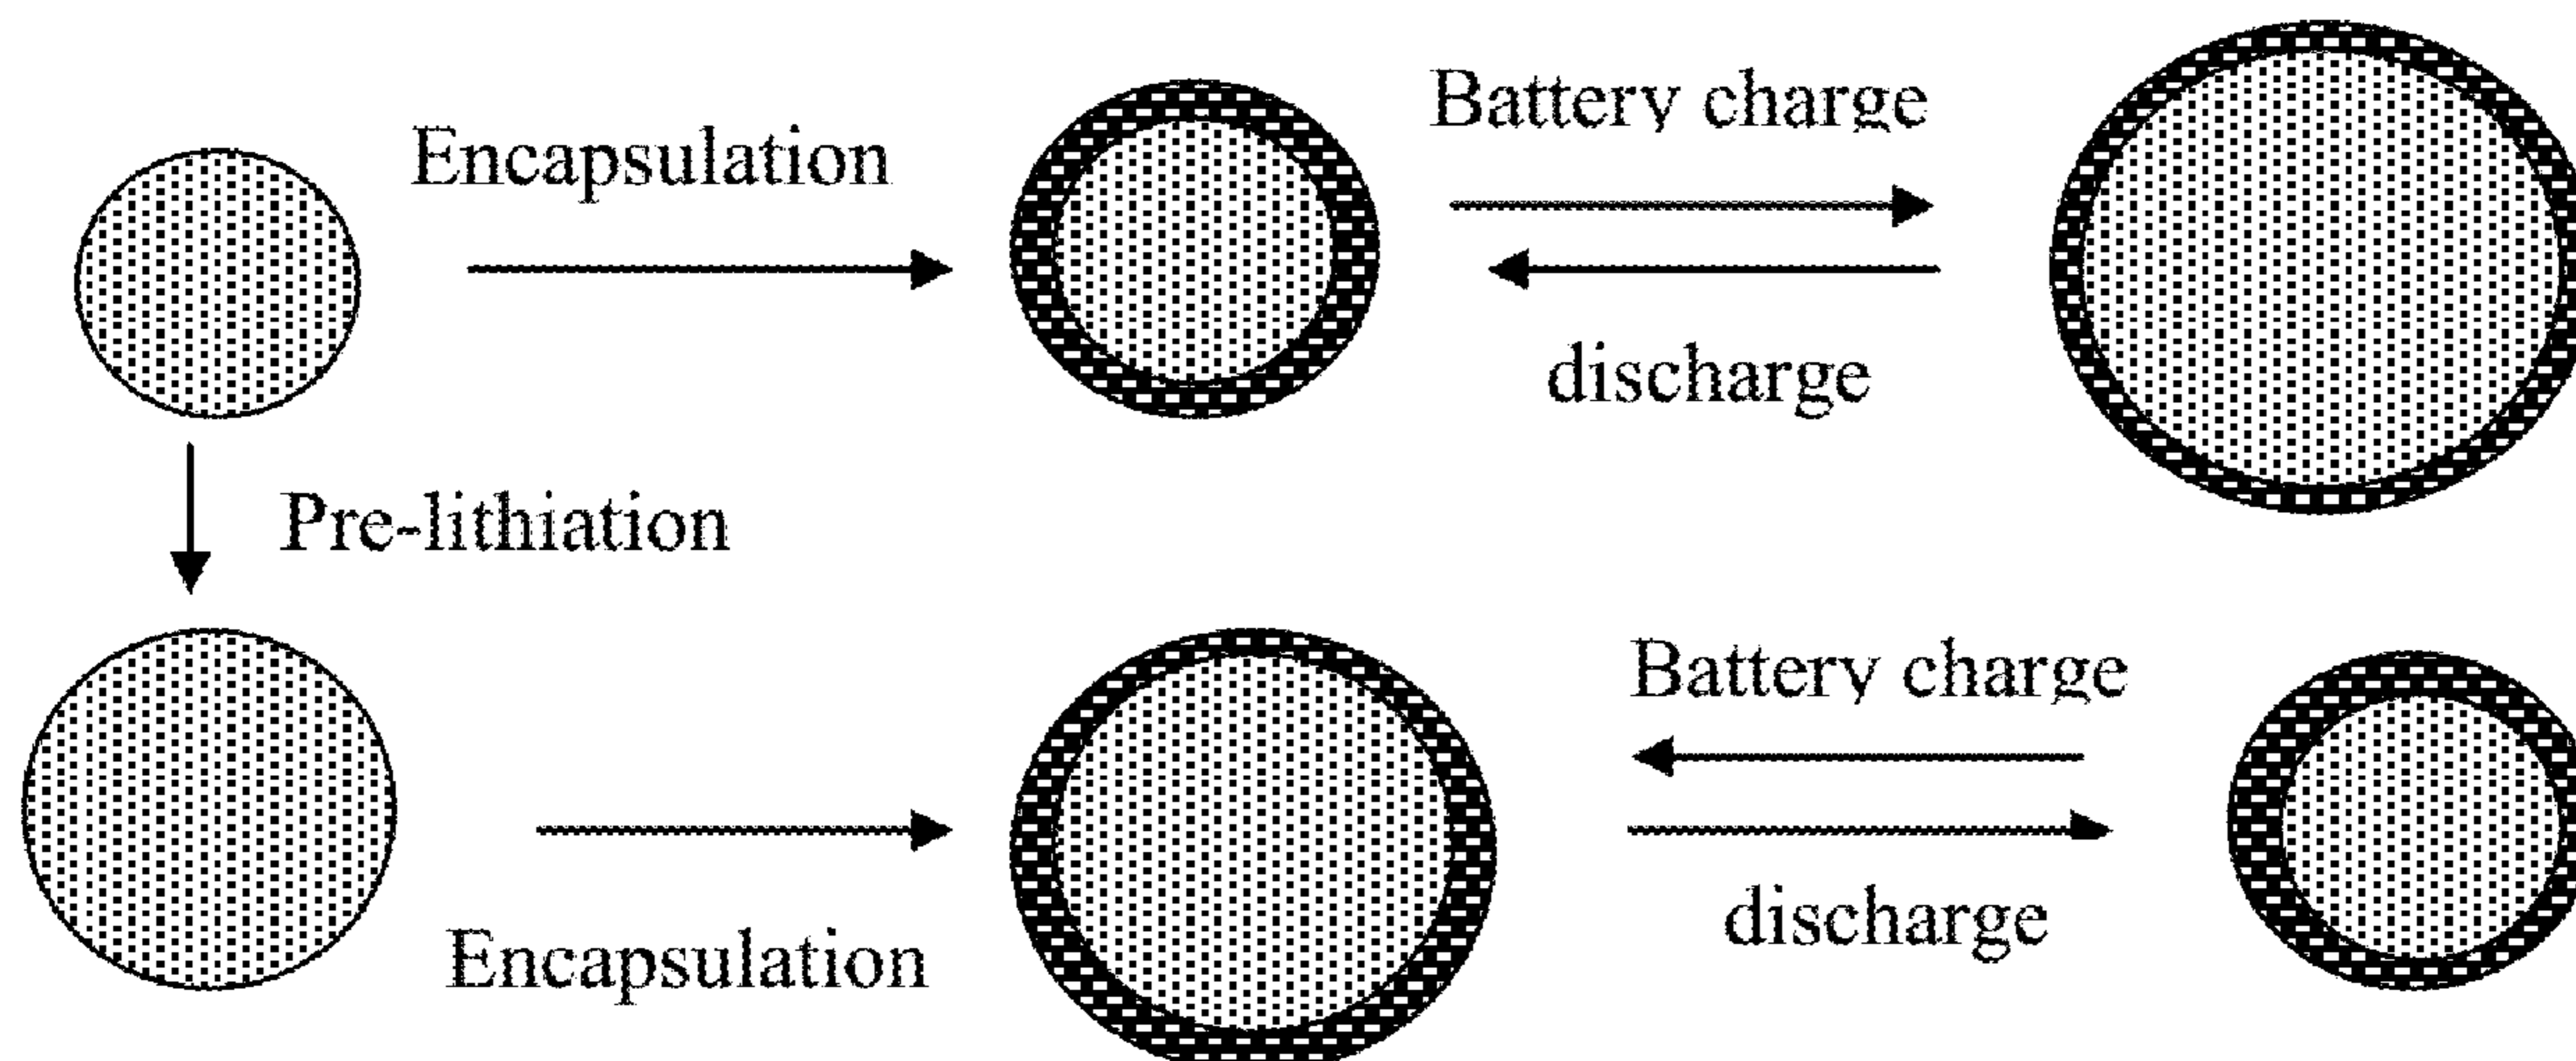 Encapsulation
Battery charge
discharge
Pre-lithiation
Battery charge
discharge
Encapsulation